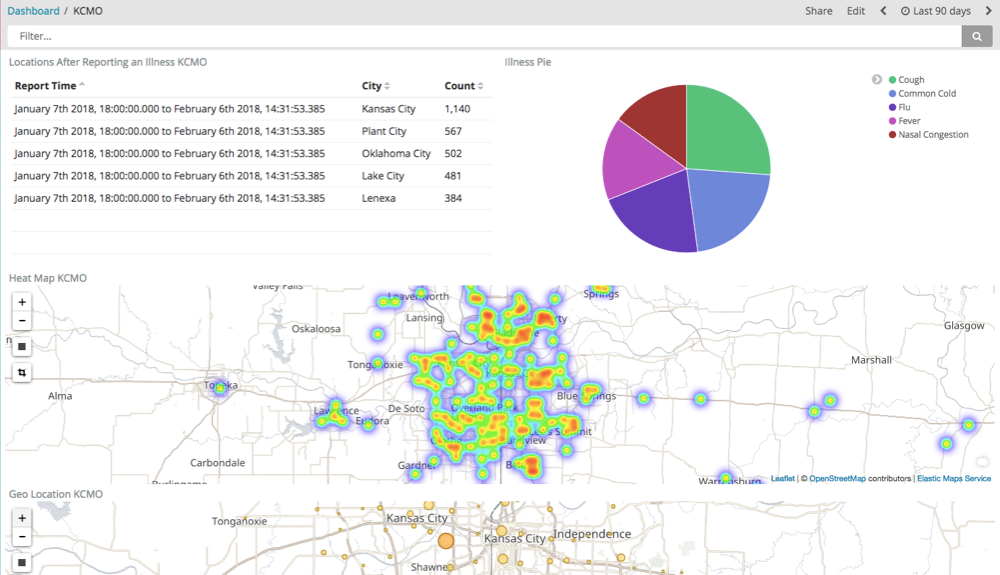 Dashboard / KCMO
Share Edit Last 90 days
Filter...
Locations After Reporting an Illness KCMO
Report Time City Count
January 7th 2018, 18:00:00.000 to February 6th 2018, 14:31:53.385 Kansas City 1,140
January 7th 2018, 18:00:00.000 to February 6th 2018, 14:31:53.385 Plant City 567
January 7th 2018, 18:00:00.000 to February 6th 2018, 14:31:53.385 Oklahoma City 502
January 7th 2018, 18:00:00.000 to February 6th 2018, 14:31:53.385 Lake City 481
January 7th 2018, 18:00:00.000 to February 6th 2018, 14:31:53.385 Lenexa 384
Illness Pie
Cough
Common Cold
Flu
Fever
Nasal Congestion
Heat Map KCMO
+
−
Valley Falls
Leavenworth
Springs
Lansing
Oskaloosa
Glasgow
Tonganoxie
Marshall
Topeka
Alma
Blue Springs
Lawrence
De Soto
Overland Park
Eudora
Carbondale
Gardner
Burlingame
Warrensburg
Leaflet | © OpenStreetMap contributors | Elastic Maps Service
Geo Location KCMO
+
−
Tonganoxie
Kansas City
Kansas City
Independence
Shawnee